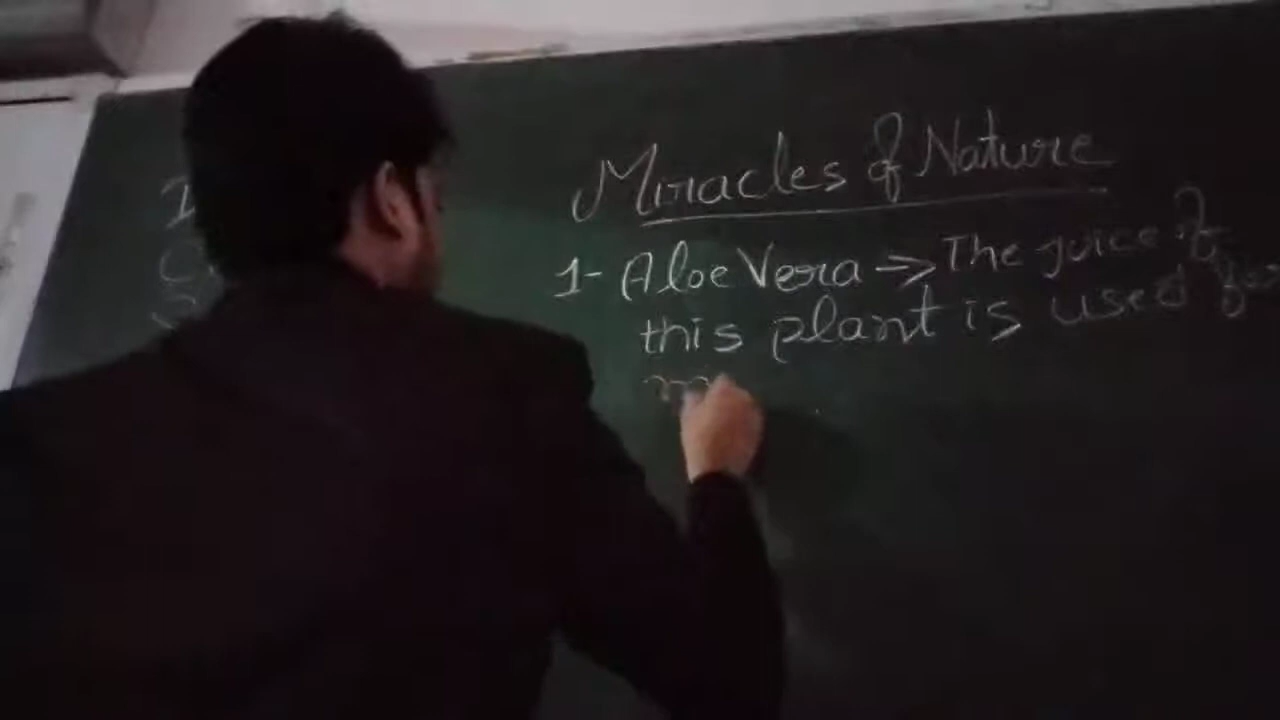 Miracles of Nature
1- Aloe Vera → The juice of
this plant is used for